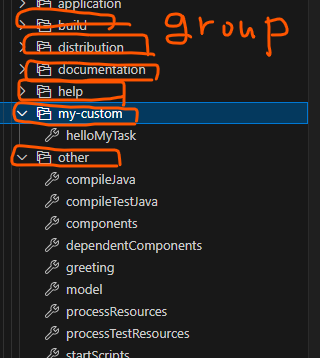 application
build
group
distribution
documentation
help
my-custom
helloMyTask
other
compileJava
compileTestJava
components
dependentComponents
greeting
model
processResources
processTestResources
startScripts